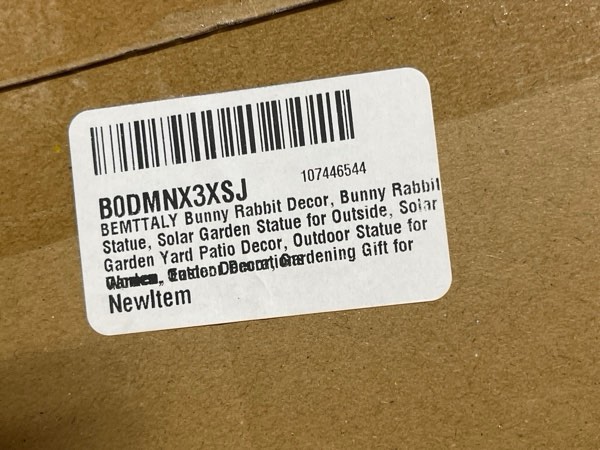 107446544
B0DMNX3XSJ
BEMTTALY Bunny Rabbit Decor, Bunny Rabbit
Statue, Solar Garden Statue for Outside, Solar
Garden Yard Patio Decor, Outdoor Statue for
Gardening Gift for
NewItem